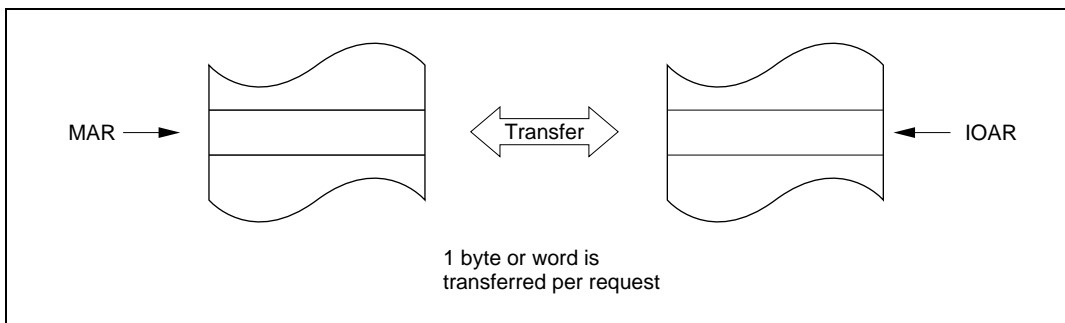 MAR
Transfer
IOAR
1 byte or word is
transferred per request